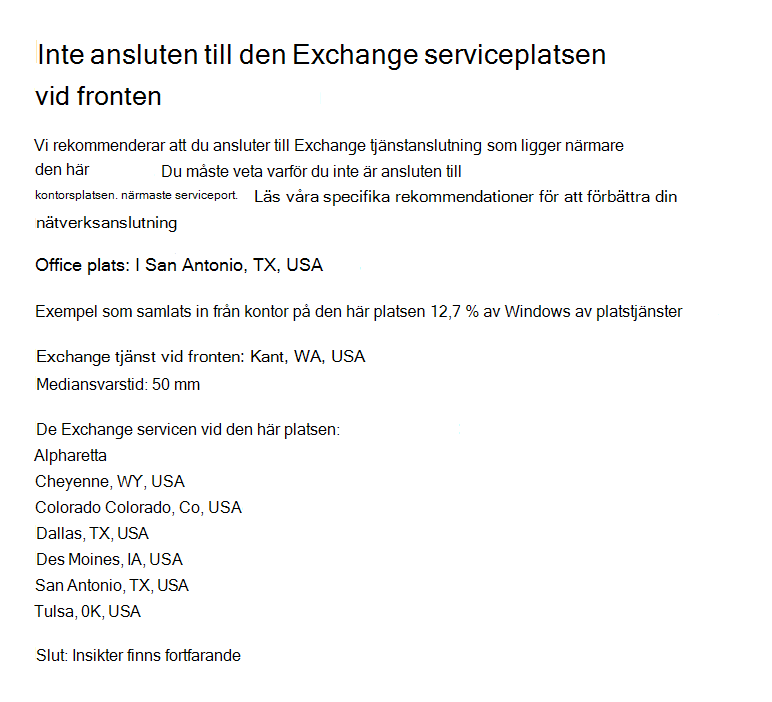 Inte ansluten till den Exchange serviceplatsen
vid fronten
Vi rekommenderar att du ansluter till Exchange tjänstanslutning som ligger närmare
den här Du måste veta varför du inte är ansluten till
kontorsplatsen. närmaste serviceport. Läs våra specifika rekommendationer för att förbättra din
nätverksanslutning
Office plats: I San Antonio, TX, USA
Exempel som samlats in från kontor på den här platsen 12,7 % av Windows av platstjänster
Exchange tjänst vid fronten: Kant, WA, USA
Mediansvarstid: 50 mm
De Exchange servicen vid den här platsen:
Alpharetta
Cheyenne, WY, USA
Colorado Colorado, Co, USA
Dallas, TX, USA
Des Moines, IA, USA
San Antonio, TX, USA
Tulsa, 0K, USA
Slut: Insikter finns fortfarande